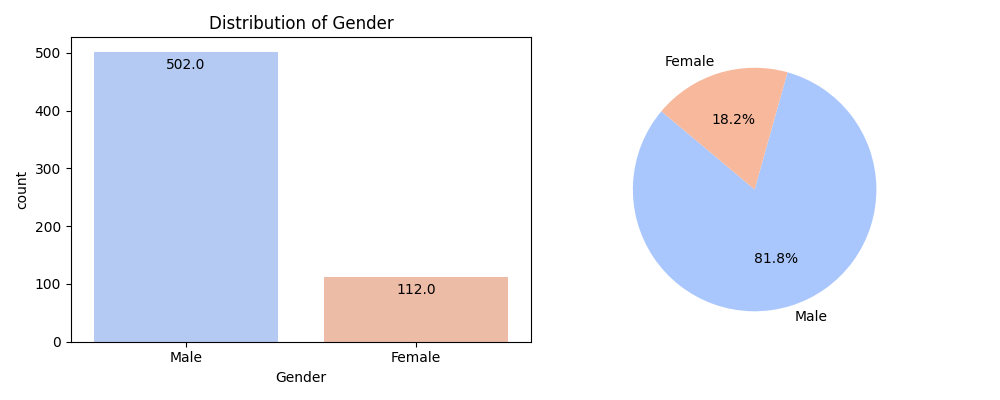 Distribution of Gender
500
400
300
200
100
0
count
502.0
112.0
Male
Female
Gender
Female
18.2%
81.8%
Male